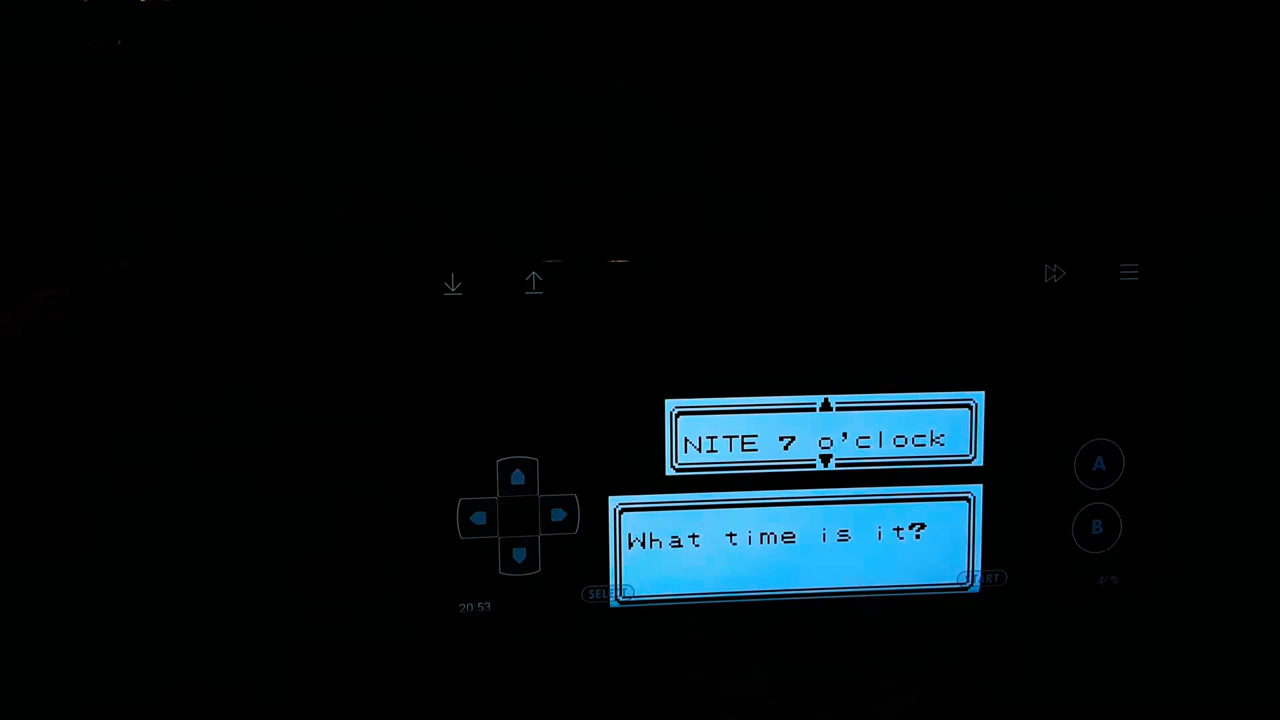 NITE 7 o'clock
What time is it?
A
B
SELECT
START
20:53